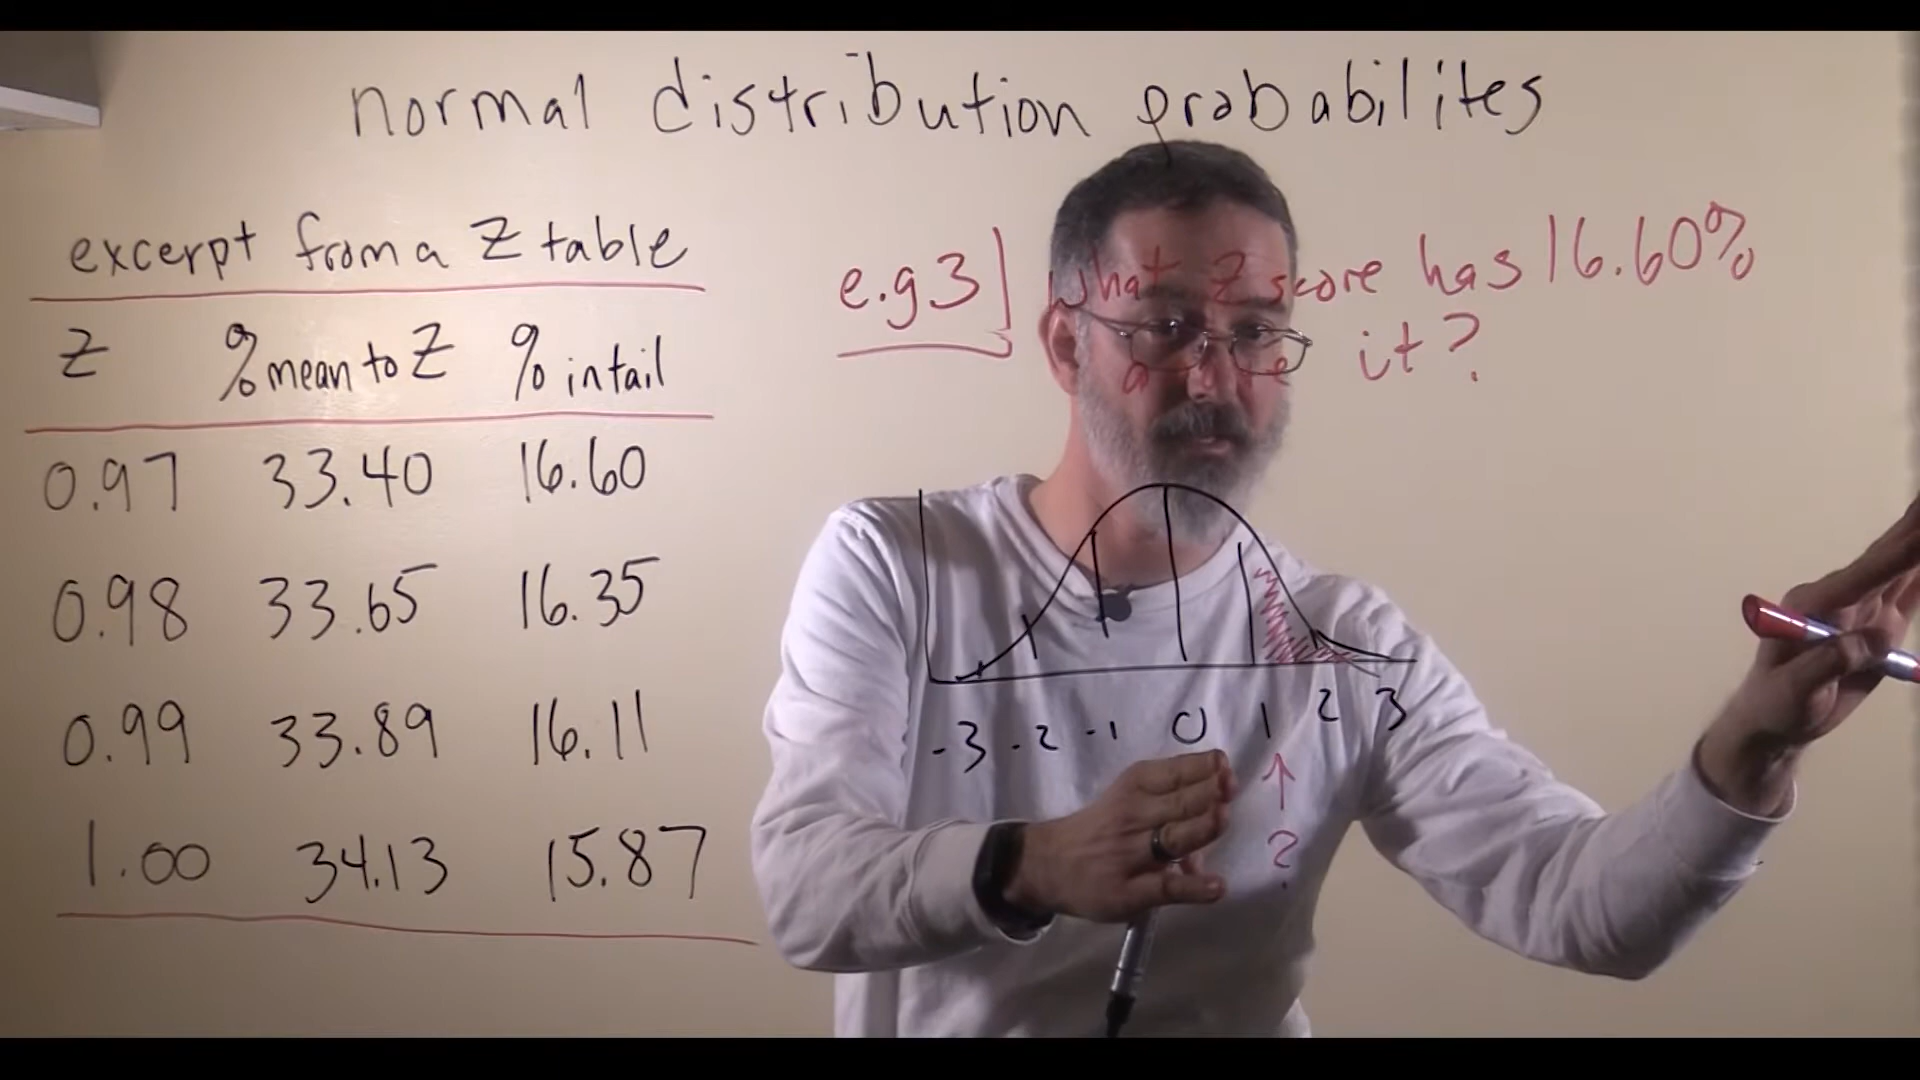 normal distribution probabilites
excerpt from a Z table
Z % mean to Z % in tail
0.97 33.40 16.60
0.98 33.65 16.35
0.99 33.89 16.11
1.00 34.13 15.87
e.g 3] What Z score has 16.60%
it?
-3 -2 -1 0 1 2 3
?